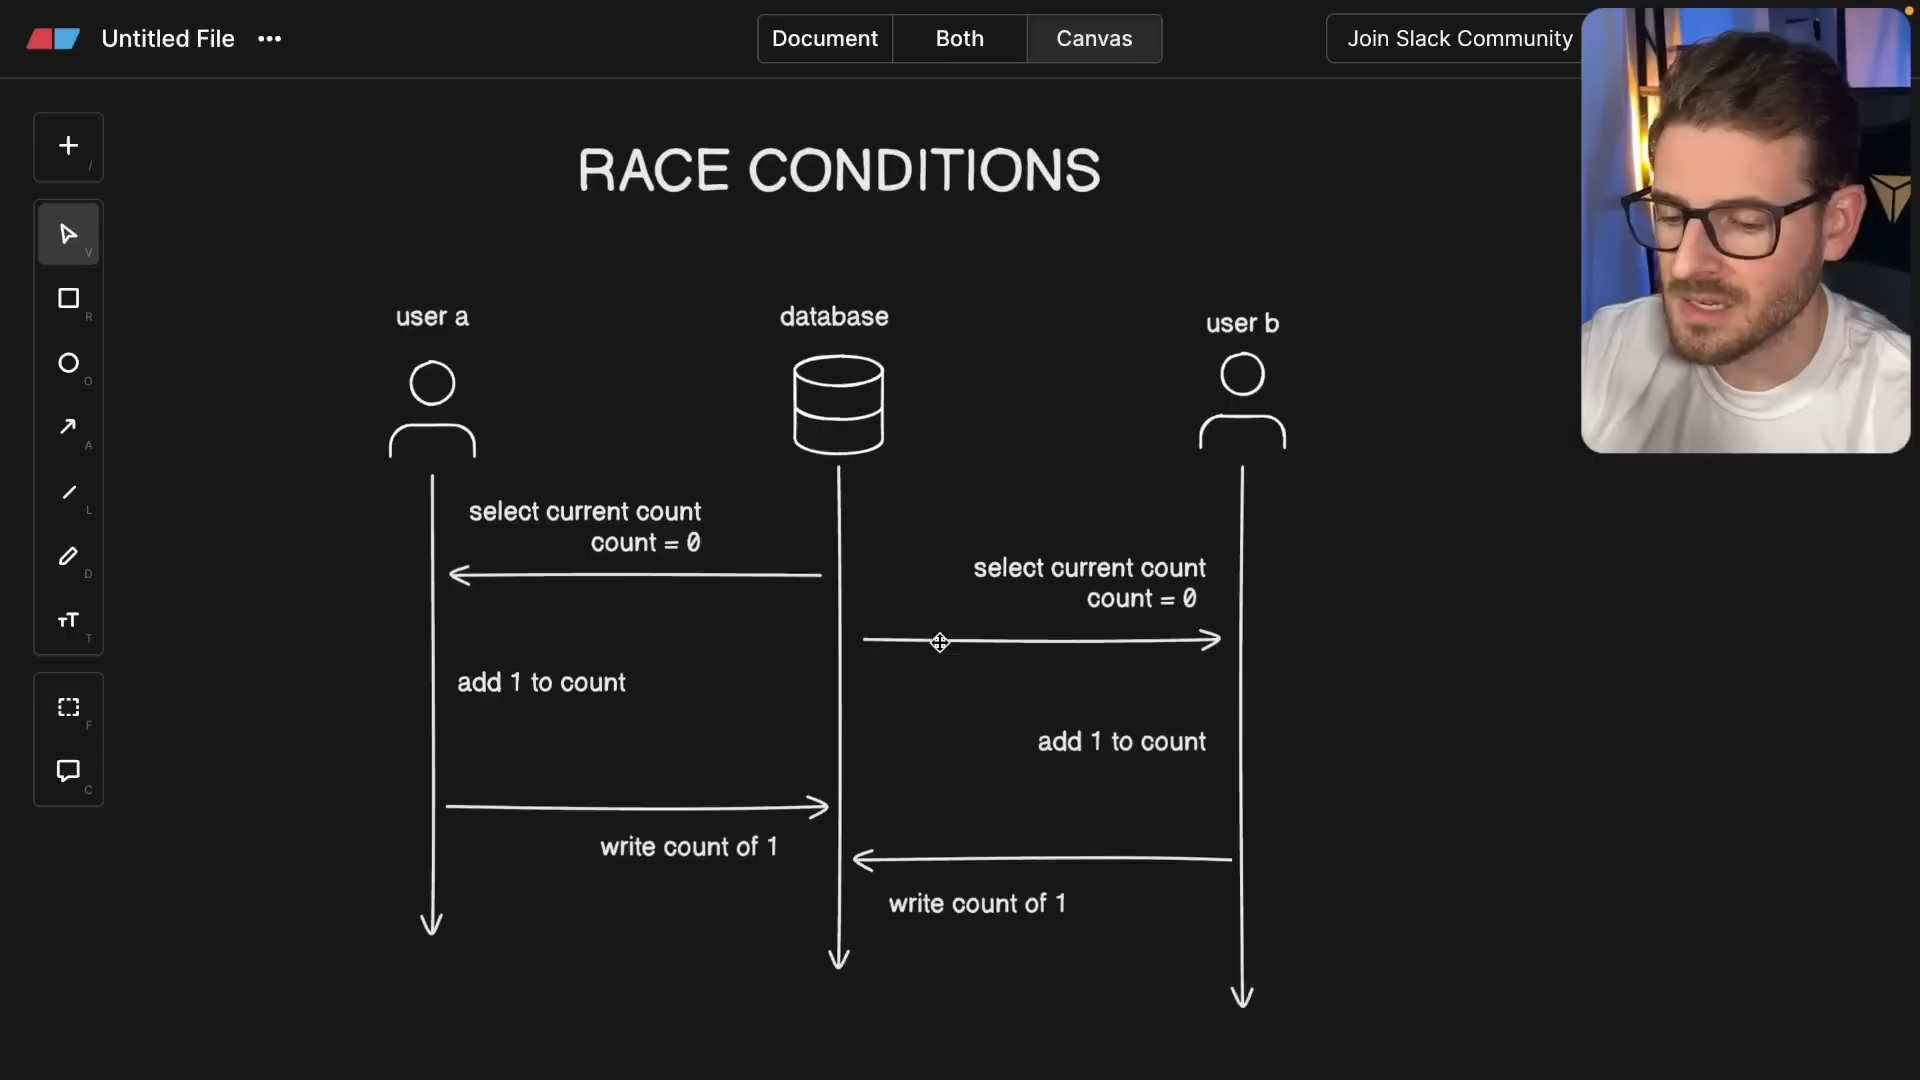 Untitled File
Document
Both
Canvas
Join Slack Community
/
V
R
O
A
L
D
TT
T
F
C
RACE CONDITIONS
user a
database
user b
select current count
count = 0
select current count
count = 0
add 1 to count
add 1 to count
write count of 1
write count of 1